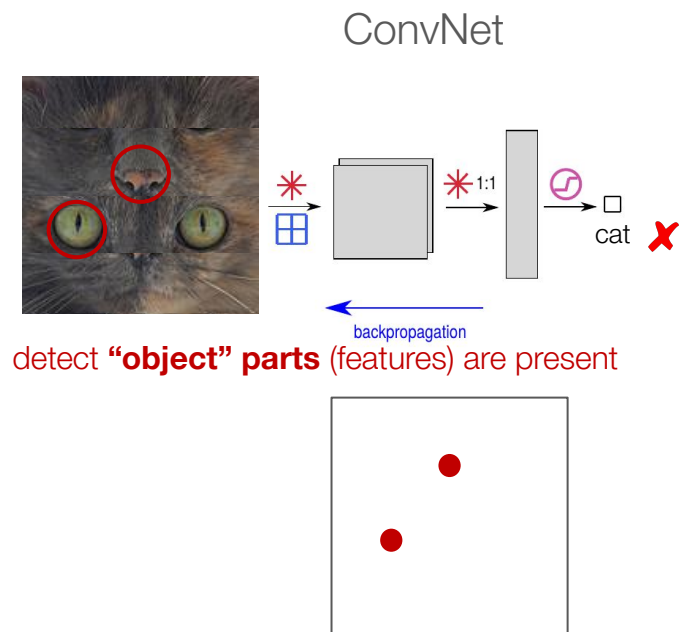 ConvNet
1:1
cat
backpropagation
detect “object” parts (features) are present